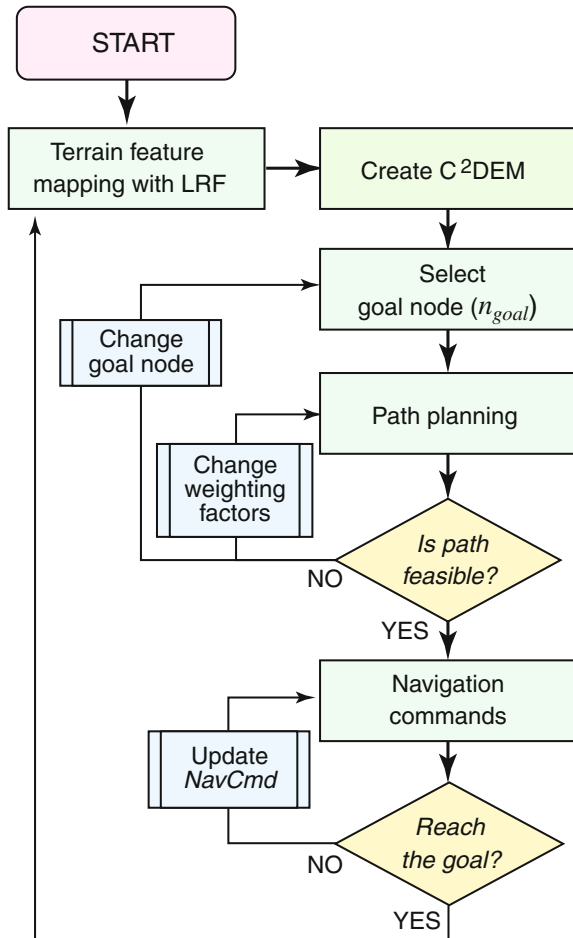 START
Terrain feature
mapping with LRF
Create C²DEM
Select
goal node (n_goal)
Change
goal node
Path planning
Change
weighting
factors
Is path
feasible?
NO
YES
Navigation
commands
Update
NavCmd
Reach
the goal?
NO
YES